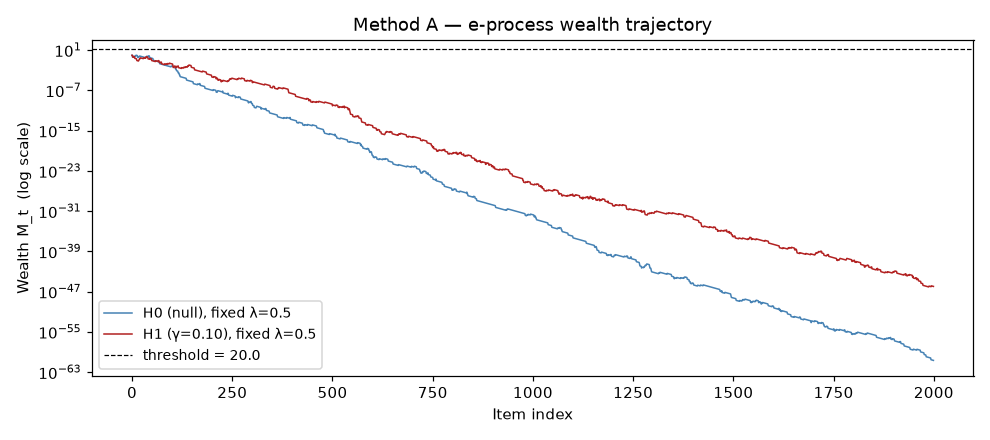 Method A — e-process wealth trajectory
Wealth M_t  (log scale)
10^1
10^−7
10^−15
10^−23
10^−31
10^−39
10^−47
10^−55
10^−63
H0 (null), fixed λ=0.5
H1 (γ=0.10), fixed λ=0.5
threshold = 20.0
0 250 500 750 1000 1250 1500 1750 2000
Item index